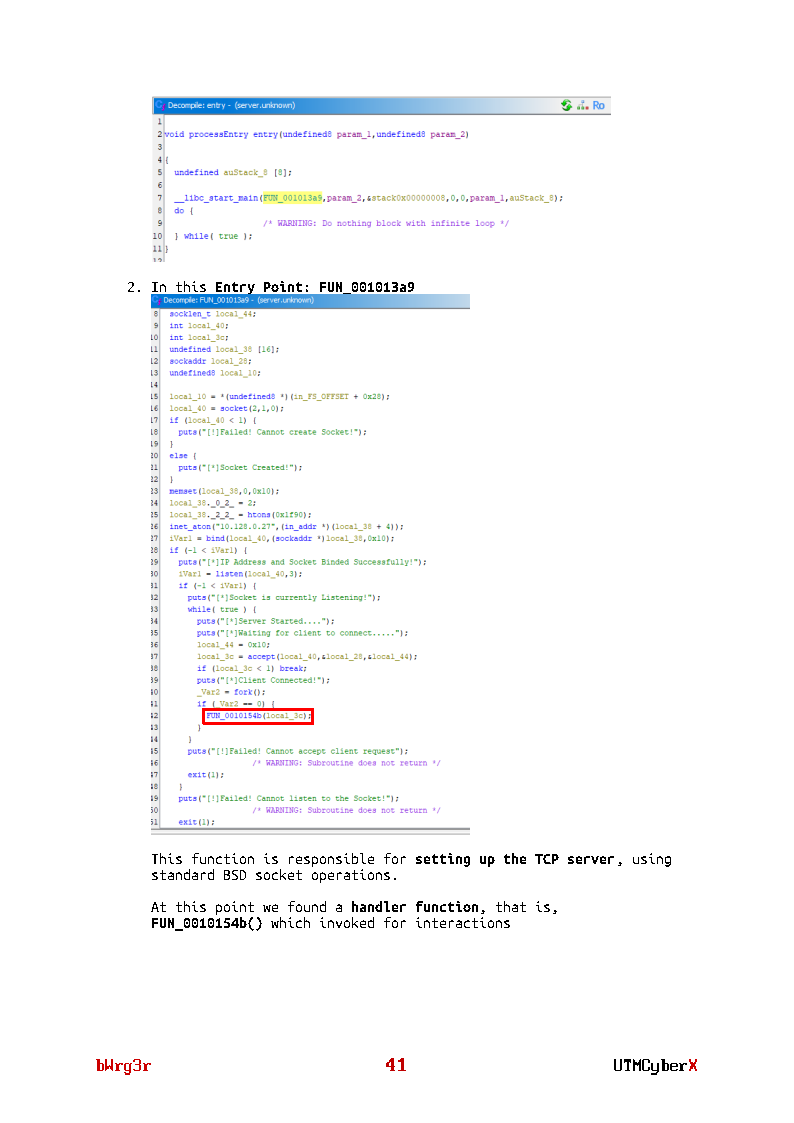 Decompile: entry - (server.unknown)
Ro
1
2 void processEntry entry(undefined8 param_1,undefined8 param_2)
3
4 {
5 undefined auStack_8 [8];
6
7 __libc_start_main(FUN_001013a9,param_2,&stack0x00000008,0,0,param_1,auStack_8);
8 do {
9 /* WARNING: Do nothing block with infinite loop */
10 } while( true );
11 }
12
2. In this Entry Point: FUN_001013a9
Decompile: FUN_001013a9 - (server.unknown)
8 socklen_t local_44;
9 int local_40;
10 int local_3c;
11 undefined local_38 [16];
12 sockaddr local_28;
13 undefined8 local_10;
14
15 local_10 = *(undefined8 *)(in_FS_OFFSET + 0x28);
16 local_40 = socket(2,1,0);
17 if (local_40 < 1) {
18 puts("[!]Failed! Cannot create Socket!");
19 }
20 else {
21 puts("[*]Socket Created!");
22 }
23 memset(local_38,0,0x10);
24 local_38._0_2_ = 2;
25 local_38._2_2_ = htons(0x1f90);
26 inet_aton("10.128.0.27",(in_addr *)(local_38 + 4));
27 iVar1 = bind(local_40,(sockaddr *)local_38,0x10);
28 if (-1 < iVar1) {
29 puts("[*]IP Address and Socket Binded Successfully!");
30 iVar1 = listen(local_40,3);
31 if (-1 < iVar1) {
32 puts("[*]Socket is currently Listening!");
33 while( true ) {
34 puts("[*]Server Started....");
35 puts("[*]Waiting for client to connect.....");
36 local_44 = 0x10;
37 local_3c = accept(local_40,&local_28,&local_44);
38 if (local_3c < 1) break;
39 puts("[*]Client Connected!");
40 _Var2 = fork();
41 if (_Var2 == 0) {
42 FUN_0010154b(local_3c);
43 }
44 }
45 puts("[!]Failed! Cannot accept client request");
46 /* WARNING: Subroutine does not return */
47 exit(1);
48 }
49 puts("[!]Failed! Cannot listen to the Socket!");
50 /* WARNING: Subroutine does not return */
51 exit(1);
This function is responsible for setting up the TCP server, using
standard BSD socket operations.
At this point we found a handler function, that is,
FUN_0010154b() which invoked for interactions
bWrg3r
41
UTMCyberX